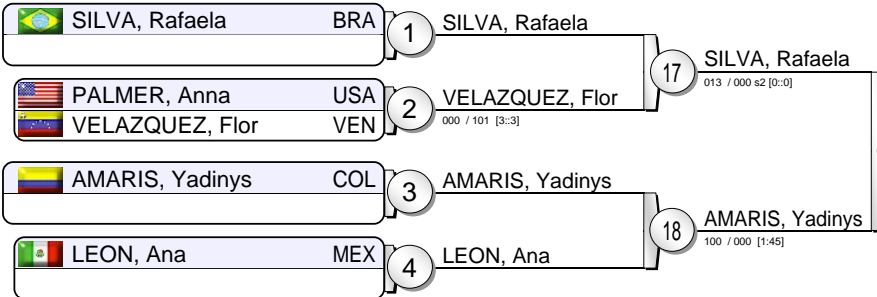 SILVA, Rafaela BRA
1
SILVA, Rafaela
PALMER, Anna USA
VELAZQUEZ, Flor VEN
2
VELAZQUEZ, Flor
000 / 101 [3::3]
17
SILVA, Rafaela
013 / 000 s2 [0::0]
AMARIS, Yadinys COL
3
AMARIS, Yadinys
LEON, Ana MEX
4
LEON, Ana
18
AMARIS, Yadinys
100 / 000 [1:45]